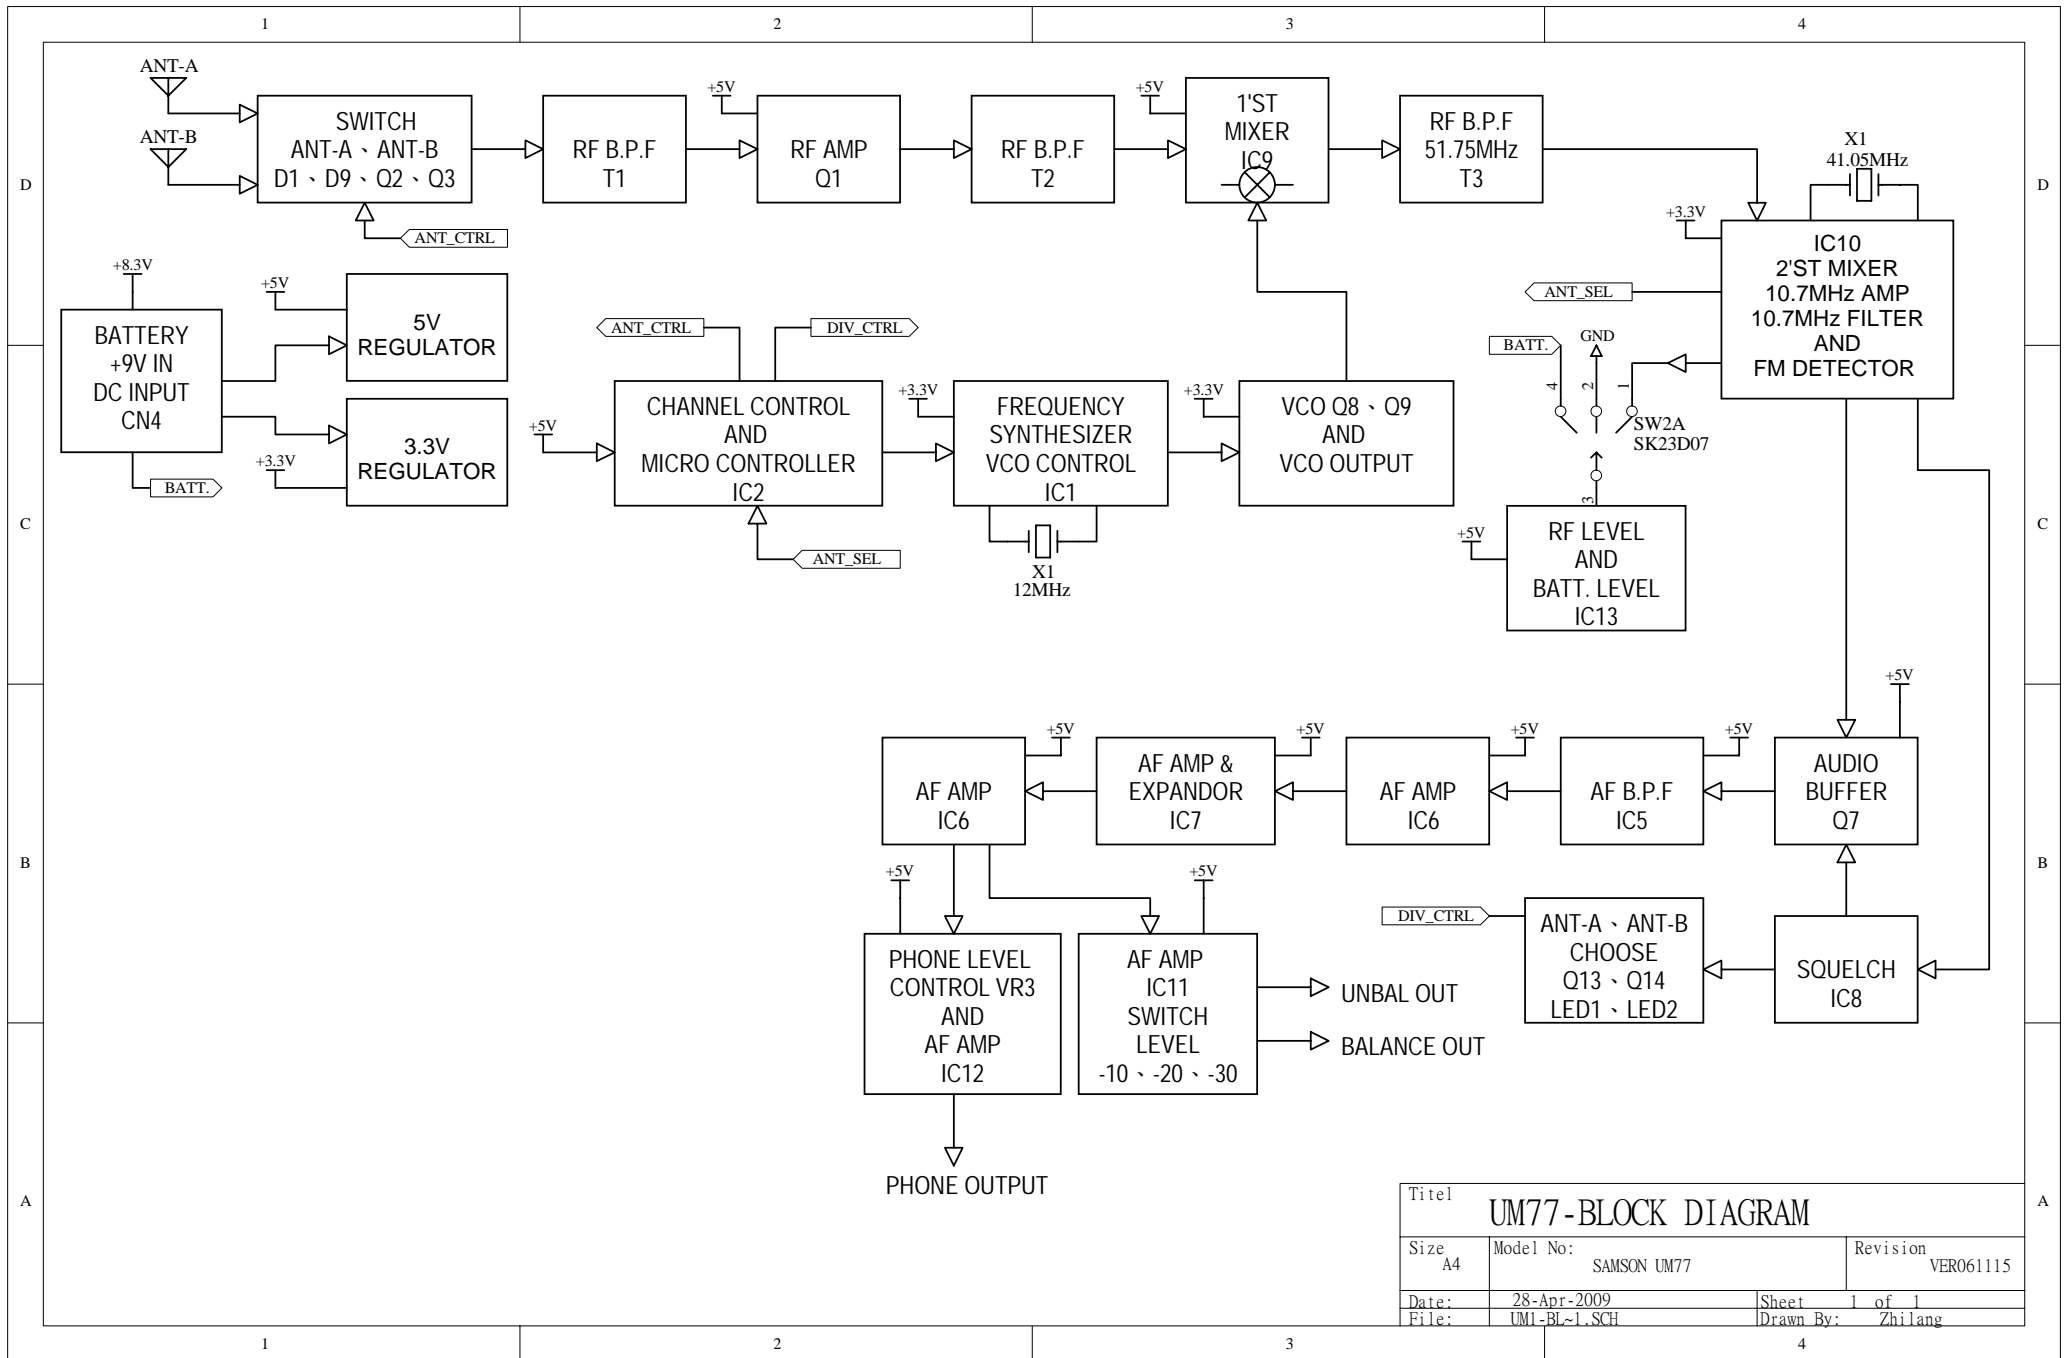 1
2
3
4
D
D
C
C
B
B
A
A
ANT-A
ANT-B
SWITCH
ANT-A、ANT-B
D1、D9、Q2、Q3
ANT_CTRL
RF B.P.F
T1
+5V
RF AMP
Q1
RF B.P.F
T2
+5V
1'ST
MIXER
IC9
RF B.P.F
51.75MHz
T3
X1
41.05MHz
+3.3V
IC10
2'ST MIXER
10.7MHz AMP
10.7MHz FILTER
AND
FM DETECTOR
ANT_SEL
+8.3V
BATTERY
+9V IN
DC INPUT
CN4
BATT.
+5V
5V
REGULATOR
3.3V
REGULATOR
+3.3V
ANT_CTRL
DIV_CTRL
+5V
CHANNEL CONTROL
AND
MICRO CONTROLLER
IC2
ANT_SEL
+3.3V
FREQUENCY
SYNTHESIZER
VCO CONTROL
IC1
X1
12MHz
+3.3V
VCO Q8、Q9
AND
VCO OUTPUT
BATT.
GND
4
2
1
SW2A
SK23D07
3
+5V
RF LEVEL
AND
BATT. LEVEL
IC13
+5V
AF AMP
IC6
+5V
AF AMP &
EXPANDOR
IC7
+5V
AF AMP
IC6
+5V
AF B.P.F
IC5
+5V
AUDIO
BUFFER
Q7
+5V
PHONE LEVEL
CONTROL VR3
AND
AF AMP
IC12
PHONE OUTPUT
+5V
AF AMP
IC11
SWITCH
LEVEL
-10、-20、-30
UNBAL OUT
BALANCE OUT
DIV_CTRL
ANT-A、ANT-B
CHOOSE
Q13、Q14
LED1、LED2
SQUELCH
IC8
Titel
UM77-BLOCK DIAGRAM
Size
A4
Model No:
SAMSON UM77
Revision
VER061115
Date: 28-Apr-2009
Sheet 1 of 1
File: UM1-BL~1.SCH
Drawn By: Zhilang
1
2
3
4